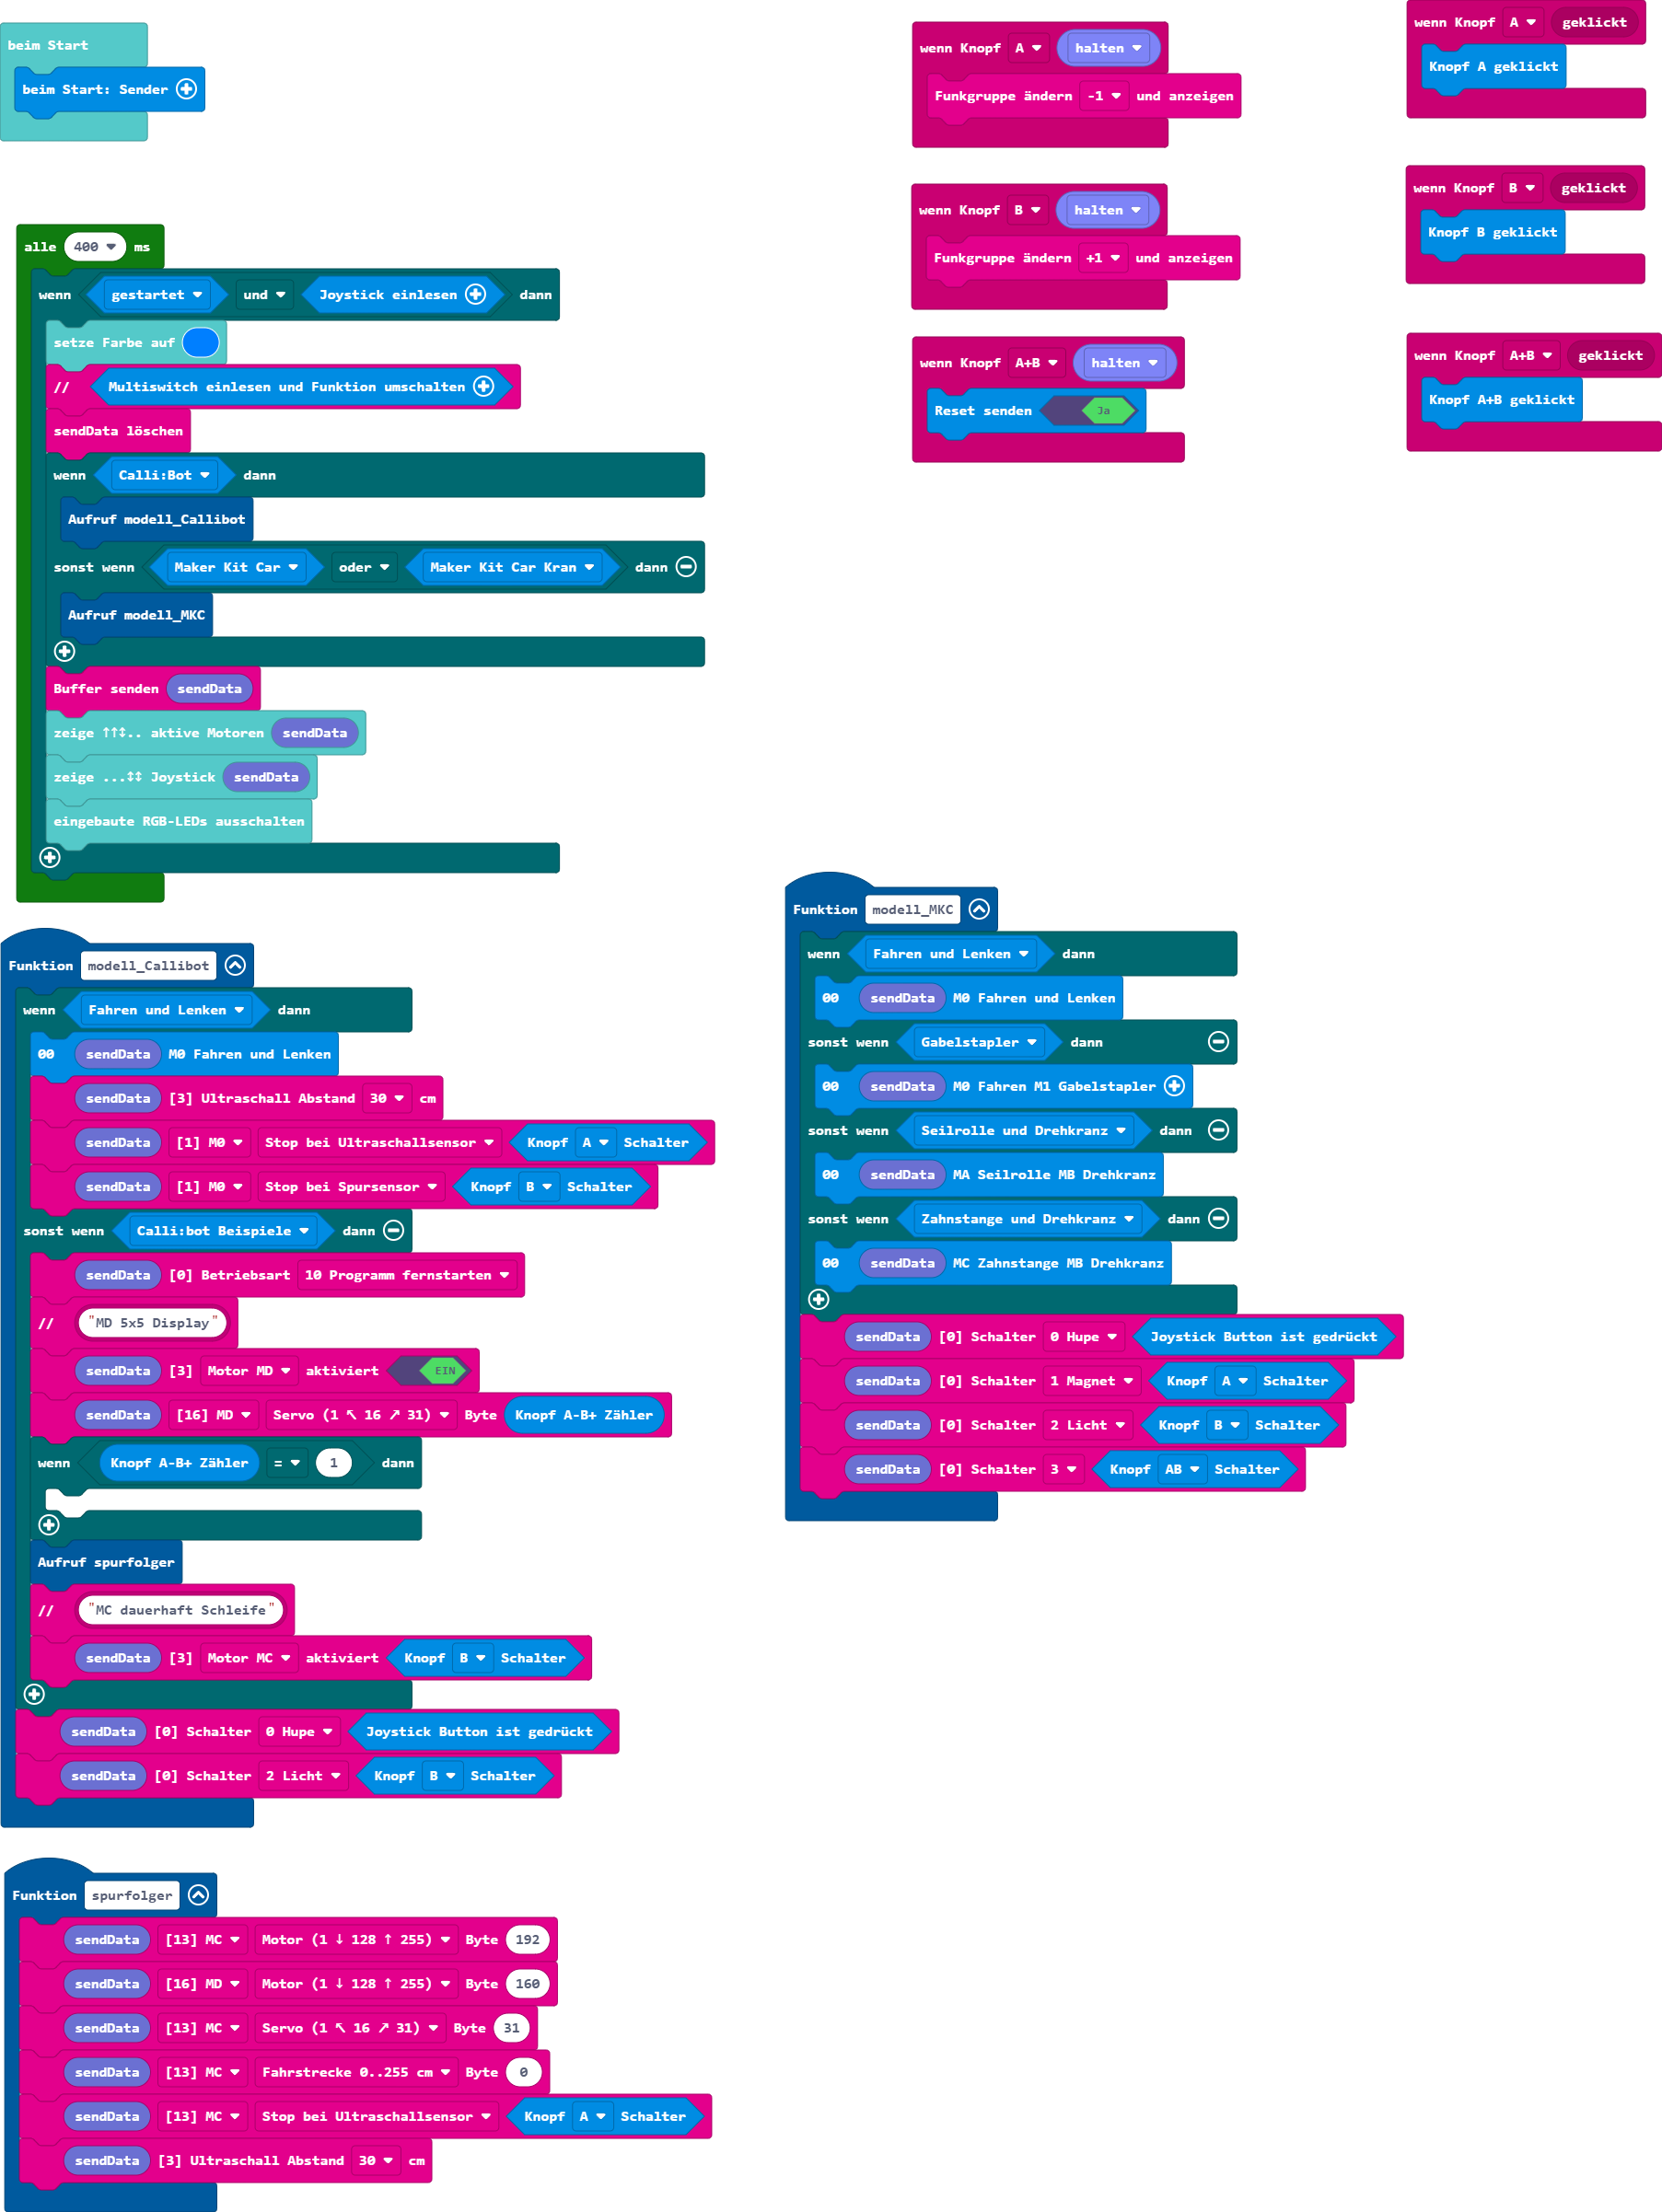 beim Start
beim Start: Sender
alle 400 ms
wenn gestartet und Joystick einlesen dann
setze Farbe auf
// Multiswitch einlesen und Funktion umschalten
sendData löschen
wenn Calli:Bot dann
Aufruf modell_Callibot
sonst wenn Maker Kit Car oder Maker Kit Car Kran dann
Aufruf modell_MKC
Buffer senden sendData
zeige ↑↑↕.. aktive Motoren sendData
zeige ...↕↕ Joystick sendData
eingebaute RGB-LEDs ausschalten
wenn Knopf A halten
Funkgruppe ändern -1 und anzeigen
wenn Knopf B halten
Funkgruppe ändern +1 und anzeigen
wenn Knopf A+B halten
Reset senden Ja
wenn Knopf A geklickt
Knopf A geklickt
wenn Knopf B geklickt
Knopf B geklickt
wenn Knopf A+B geklickt
Knopf A+B geklickt
Funktion modell_Callibot
wenn Fahren und Lenken dann
00 sendData M0 Fahren und Lenken
sendData [3] Ultraschall Abstand 30 cm
sendData [1] M0 Stop bei Ultraschallsensor Knopf A Schalter
sendData [1] M0 Stop bei Spursensor Knopf B Schalter
sonst wenn Calli:bot Beispiele dann
sendData [0] Betriebsart 10 Programm fernstarten
// "MD 5x5 Display"
sendData [3] Motor MD aktiviert EIN
sendData [16] MD Servo (1 ↖ 16 ↗ 31) Byte Knopf A-B+ Zähler
wenn Knopf A-B+ Zähler = 1 dann
Aufruf spurfolger
// "MC dauerhaft Schleife"
sendData [3] Motor MC aktiviert Knopf B Schalter
sendData [0] Schalter 0 Hupe Joystick Button ist gedrückt
sendData [0] Schalter 2 Licht Knopf B Schalter
Funktion modell_MKC
wenn Fahren und Lenken dann
00 sendData M0 Fahren und Lenken
sonst wenn Gabelstapler dann
00 sendData M0 Fahren M1 Gabelstapler
sonst wenn Seilrolle und Drehkranz dann
00 sendData MA Seilrolle MB Drehkranz
sonst wenn Zahnstange und Drehkranz dann
00 sendData MC Zahnstange MB Drehkranz
sendData [0] Schalter 0 Hupe Joystick Button ist gedrückt
sendData [0] Schalter 1 Magnet Knopf A Schalter
sendData [0] Schalter 2 Licht Knopf B Schalter
sendData [0] Schalter 3 Knopf AB Schalter
Funktion spurfolger
sendData [13] MC Motor (1 ↓ 128 ↑ 255) Byte 192
sendData [16] MD Motor (1 ↓ 128 ↑ 255) Byte 160
sendData [13] MC Servo (1 ↖ 16 ↗ 31) Byte 31
sendData [13] MC Fahrstrecke 0..255 cm Byte 0
sendData [13] MC Stop bei Ultraschallsensor Knopf A Schalter
sendData [3] Ultraschall Abstand 30 cm